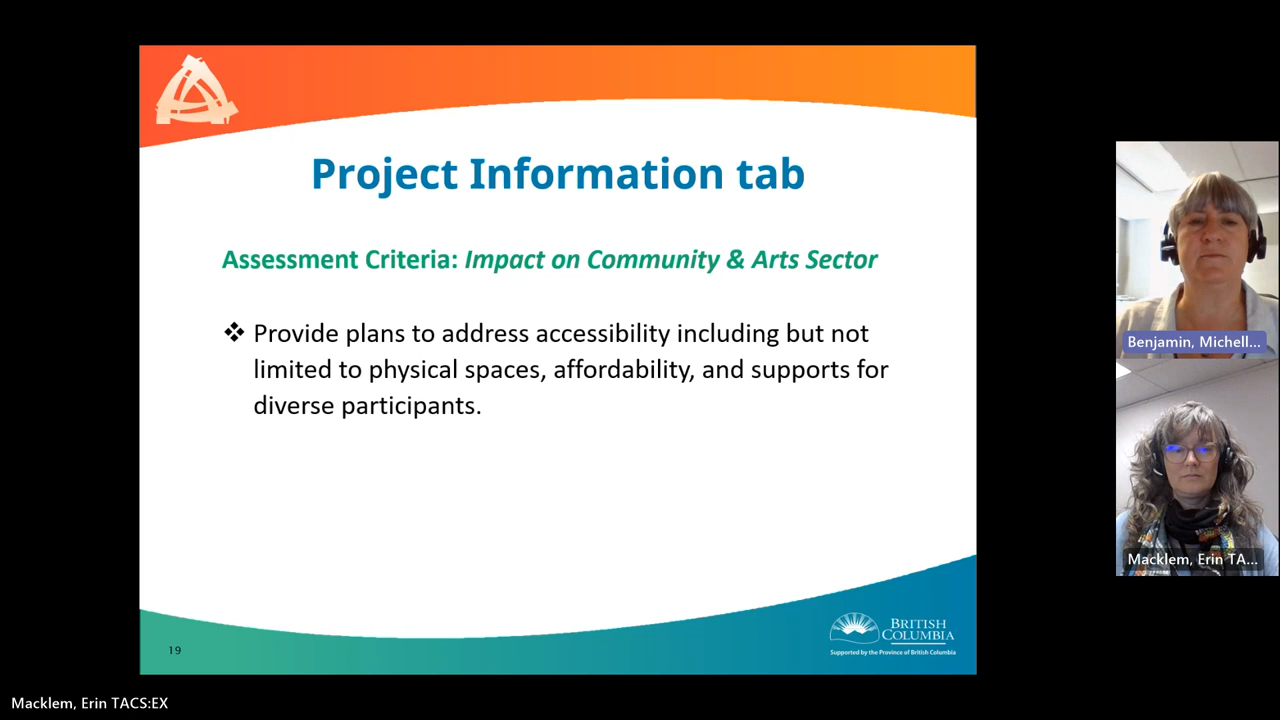 Project Information tab
Assessment Criteria: Impact on Community & Arts Sector
❖ Provide plans to address accessibility including but not
limited to physical spaces, affordability, and supports for
diverse participants.
19
BRITISH
COLUMBIA
Supported by the Province of British Columbia
Benjamin, Michell...
Macklem, Erin TA...
Macklem, Erin TACS:EX